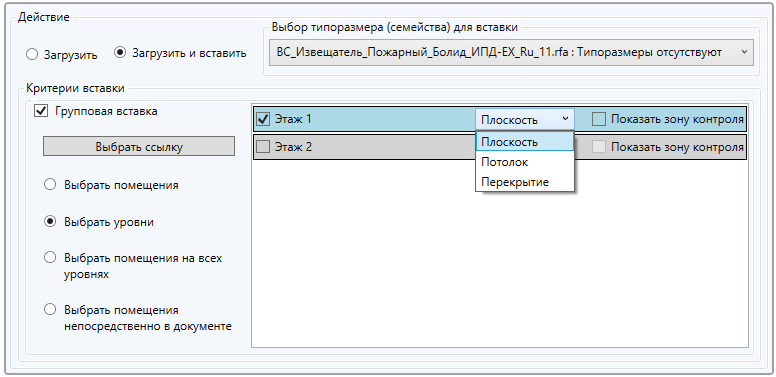 Действие
Выбор типоразмера (семейства) для вставки
Загрузить
Загрузить и вставить
ВС_Извещатель_Пожарный_Болид_ИПД-EX_Ru_11.rfa : Типоразмеры отсутствуют
Критерии вставки
Групповая вставка
Выбрать ссылку
Выбрать помещения
Выбрать уровни
Выбрать помещения на всех
уровнях
Выбрать помещения
непосредственно в документе
Этаж 1 Плоскость Показать зону контроля
Этаж 2 Показать зону контроля
Плоскость
Потолок
Перекрытие